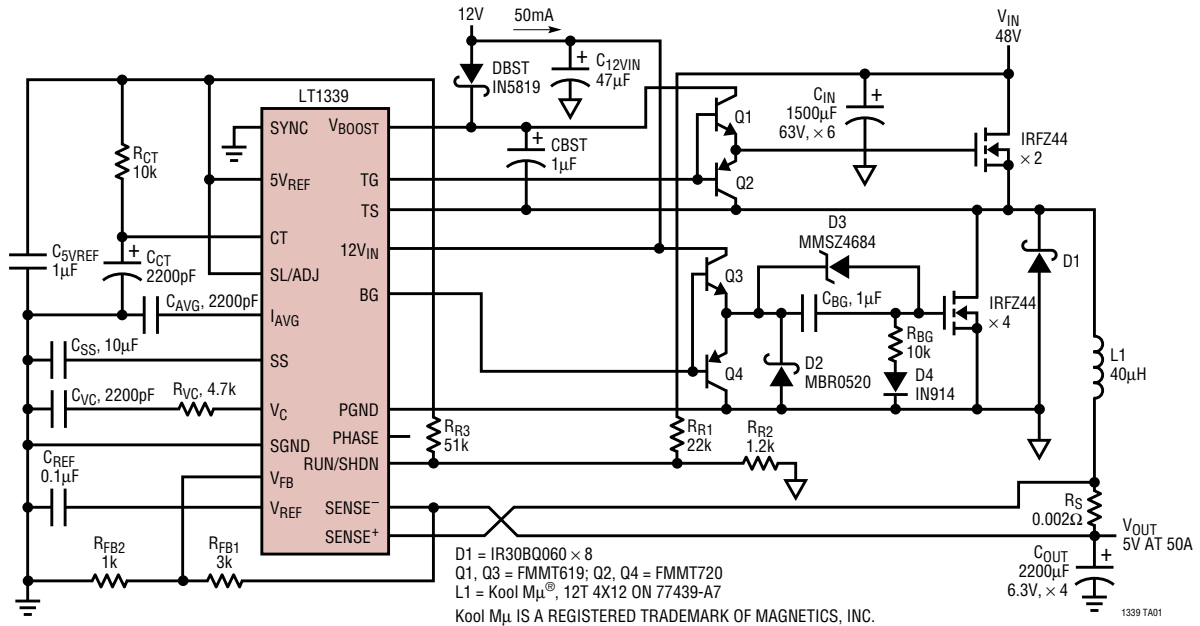 12V
50mA
V_IN
48V
DBST
IN5819
+
C_12VIN
47µF
LT1339
SYNC
V_BOOST
5V_REF
TG
TS
CT
12V_IN
SL/ADJ
BG
I_AVG
SS
V_C
PGND
SGND
PHASE
RUN/SHDN
V_FB
V_REF
SENSE⁻
SENSE⁺
+
CBST
1µF
Q1
Q2
C_IN
1500µF
63V, × 6
+
IRFZ44
× 2
R_CT
10k
C_5VREF
1µF
+
C_CT
2200pF
C_AVG, 2200pF
C_SS, 10µF
C_VC, 2200pF
R_VC, 4.7k
C_REF
0.1µF
R_FB2
1k
R_FB1
3k
Q3
Q4
D3
MMSZ4684
C_BG, 1µF
D2
MBR0520
R_BG
10k
D4
IN914
IRFZ44
× 4
D1
L1
40µH
R_R3
51k
R_R1
22k
R_R2
1.2k
R_S
0.002Ω
V_OUT
5V AT 50A
C_OUT
2200µF
6.3V, × 4
+
D1 = IR30BQ060 × 8
Q1, Q3 = FMMT619; Q2, Q4 = FMMT720
L1 = Kool Mµ®, 12T 4X12 ON 77439-A7
Kool Mµ IS A REGISTERED TRADEMARK OF MAGNETICS, INC.
1339 TA01